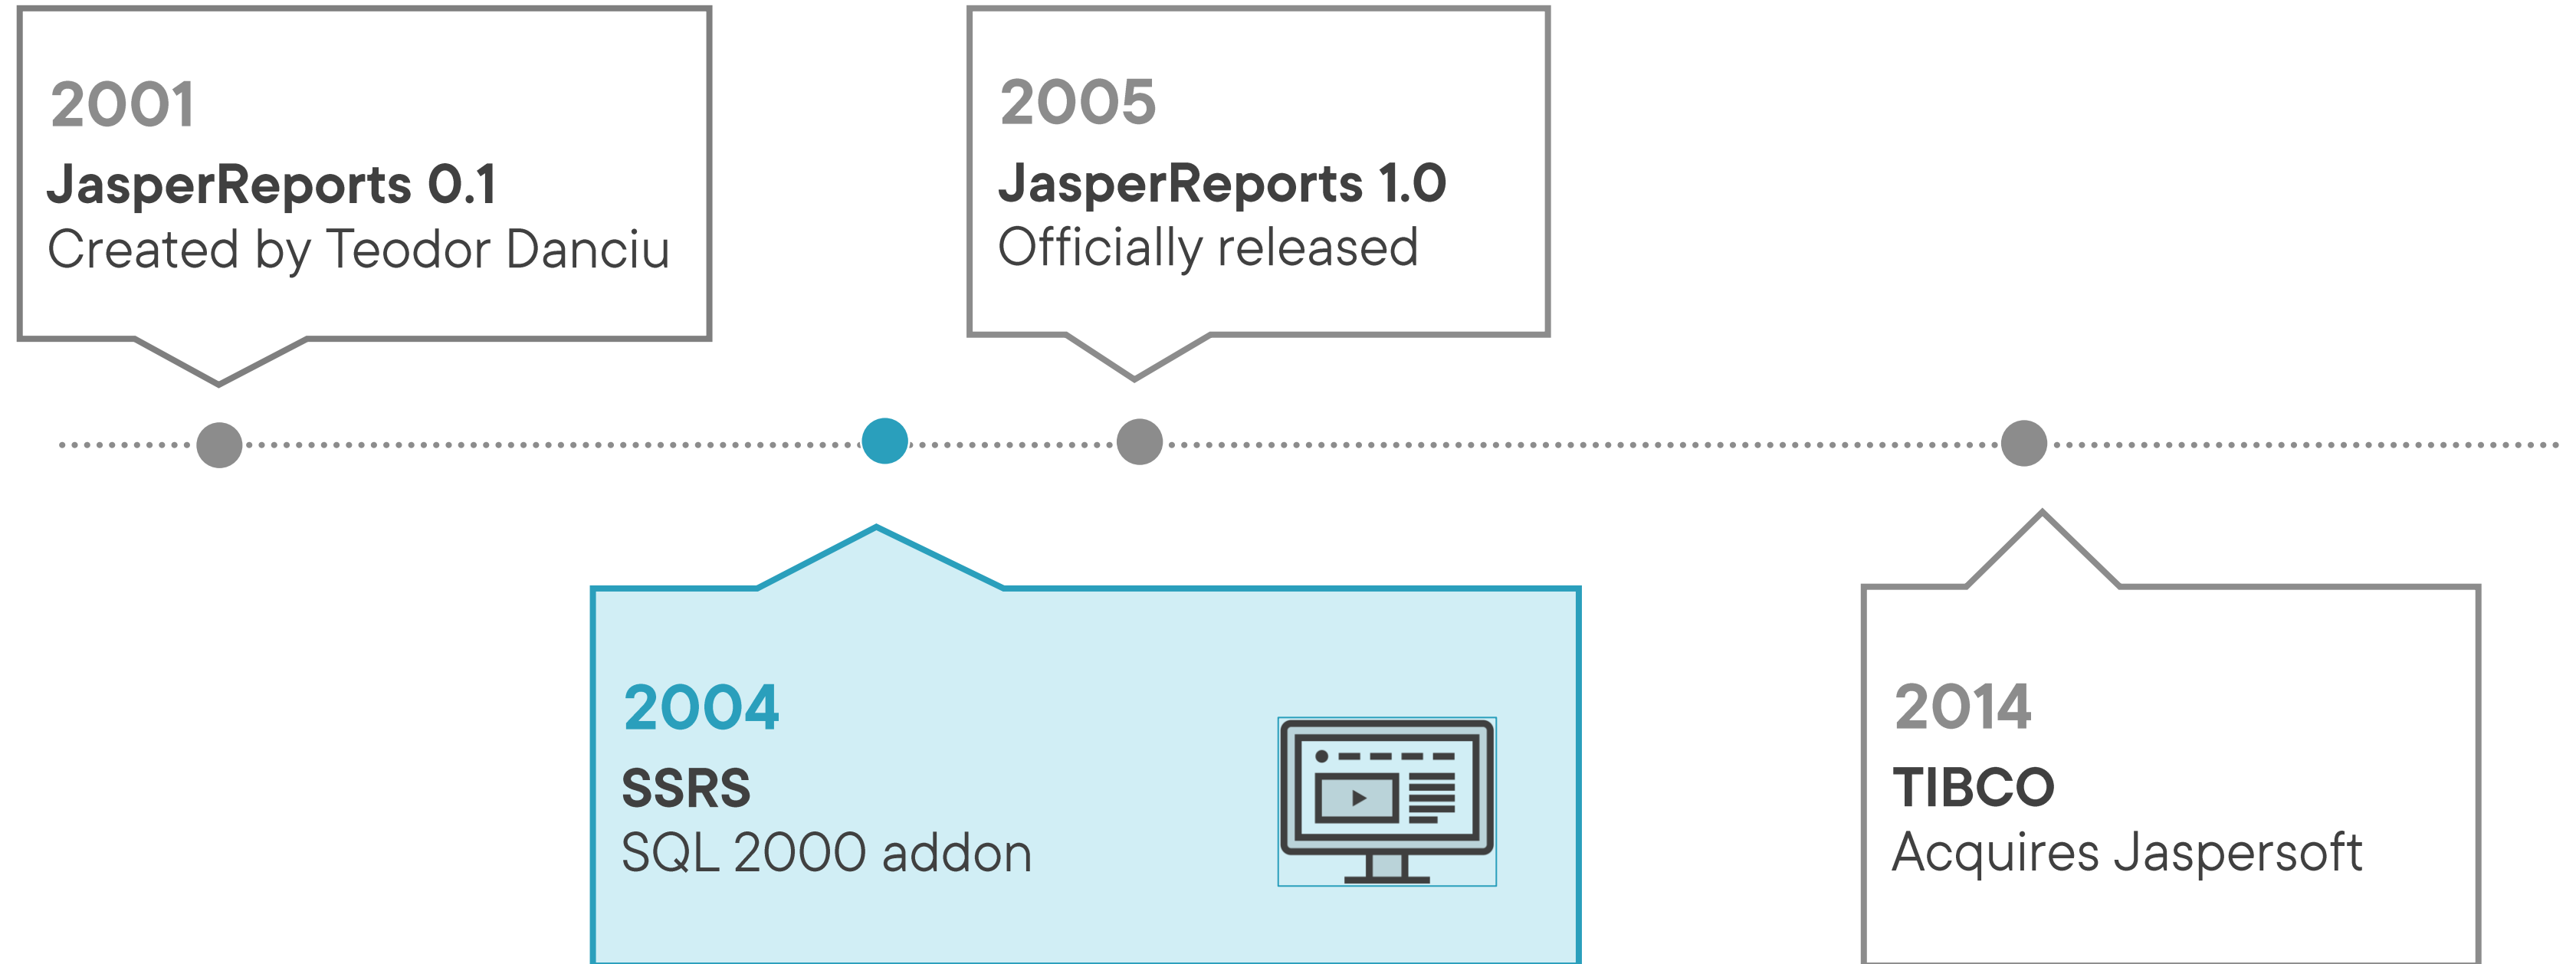 2001
JasperReports 0.1
Created by Teodor Danciu
2005
JasperReports 1.0
Officially released
2004
SSRS
SQL 2000 addon
2014
TIBCO
Acquires Jaspersoft